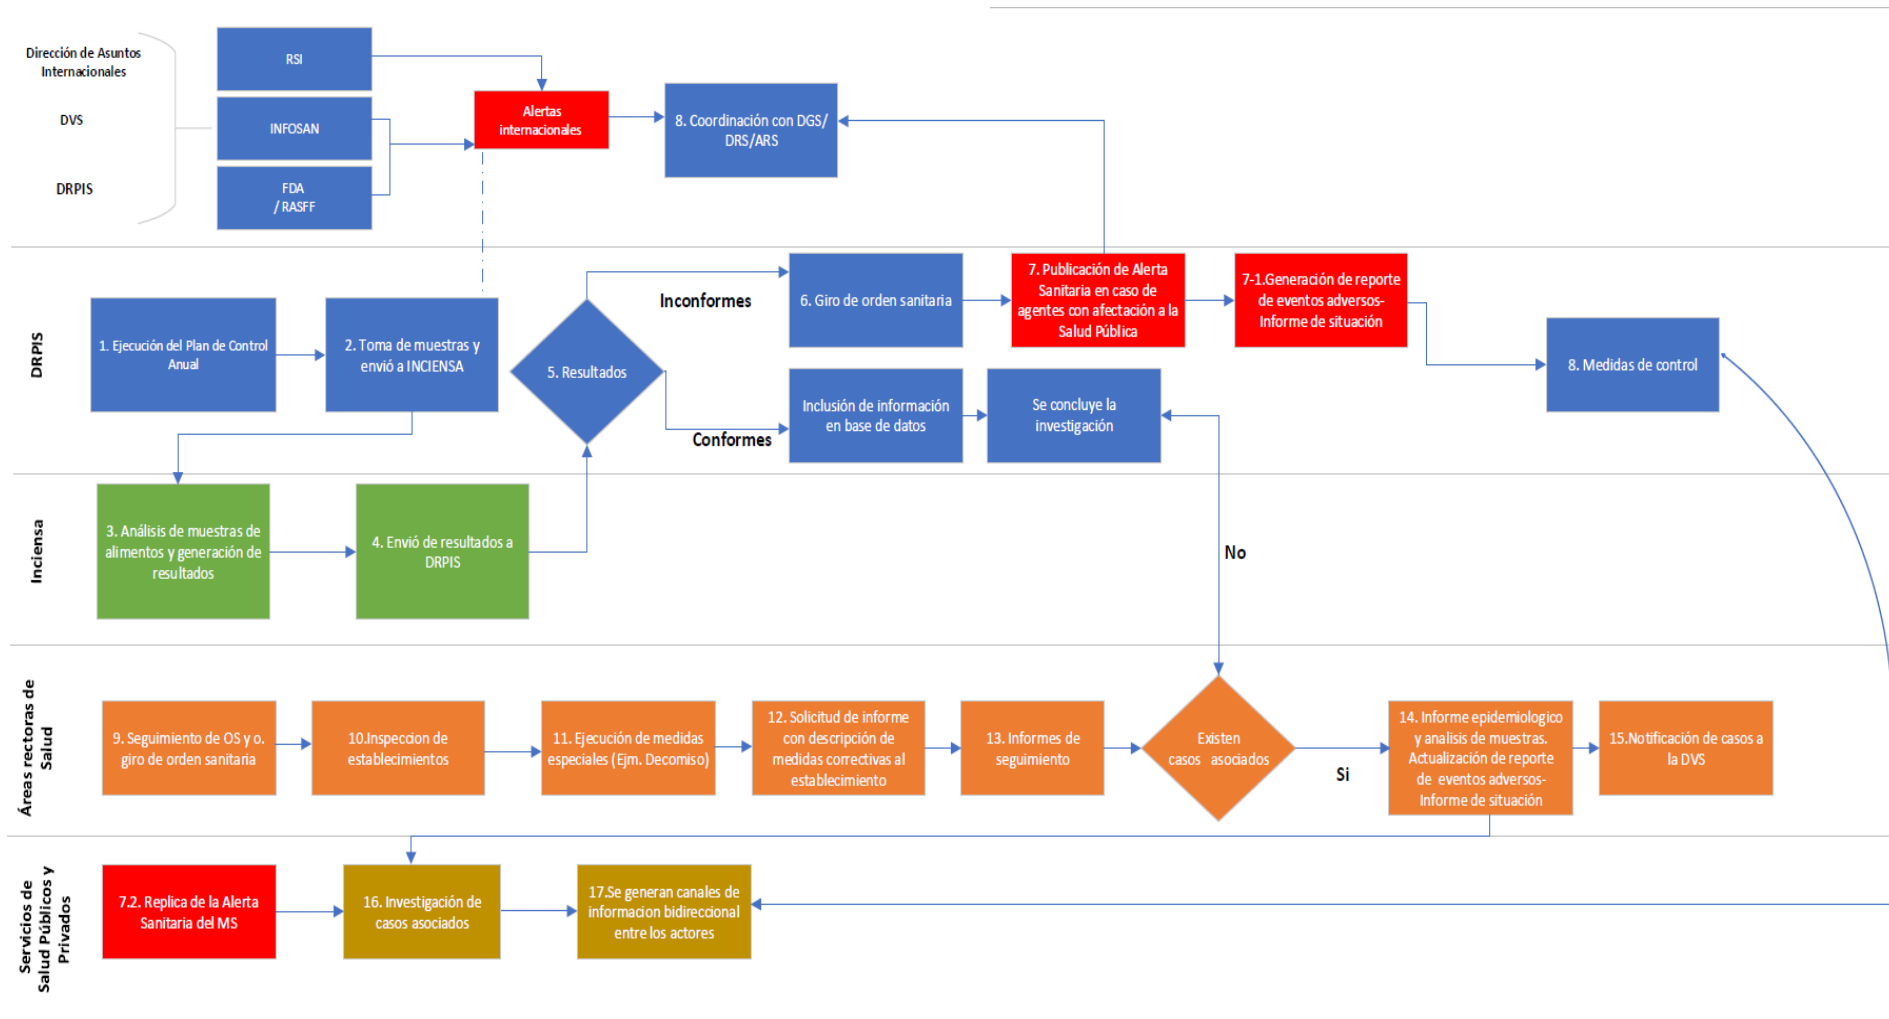 Dirección de Asuntos
Internacionales
DVS
DRPIS
RSI
INFOSAN
FDA
/ RASFF
Alertas
internacionales
8. Coordinación con DGS/
DRS/ARS
DRPIS
1. Ejecución del Plan de Control
Anual
2. Toma de muestras y
envió a INCIENSA
5. Resultados
Inconformes
Conformes
6. Giro de orden sanitaria
7. Publicación de Alerta
Sanitaria en caso de
agentes con afectación a la
Salud Pública
7-1.Generación de reporte
de eventos adversos-
Informe de situación
8. Medidas de control
Inclusión de información
en base de datos
Se concluye la
investigación
Inciensa
3. Análisis de muestras de
alimentos y generación de
resultados
4. Envió de resultados a
DRPIS
No
Áreas rectoras de
Salud
9. Seguimiento de OS y o.
giro de orden sanitaria
10.Inspeccion de
establecimientos
11. Ejecución de medidas
especiales (Ejm. Decomiso)
12. Solicitud de informe
con descripción de
medidas correctivas al
establecimiento
13. Informes de
seguimiento
Existen
casos asociados
Si
14. Informe epidemiologico
y analisis de muestras.
Actualización de reporte
de eventos adversos-
Informe de situación
15.Notificación de casos a
la DVS
Servicios de
Salud Públicos y
Privados
7.2. Replica de la Alerta
Sanitaria del MS
16. Investigación de
casos asociados
17.Se generan canales de
informacion bidireccional
entre los actores